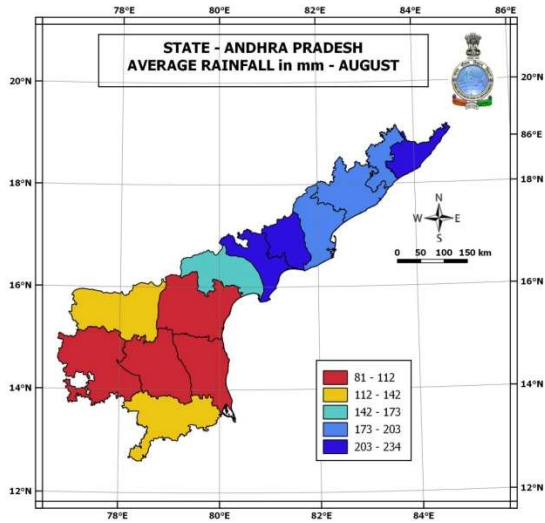 78°E 80°E 82°E 84°E 86°E
STATE - ANDHRA PRADESH
AVERAGE RAINFALL in mm - AUGUST
20°N 20°N
86°E
18°N 18°N
N
W E
S
0 50 100 150 km
16°N 16°N
81 - 112
112 - 142
142 - 173
173 - 203
203 - 234
14°N 14°N
12°N 12°N
78°E 80°E 82°E 84°E